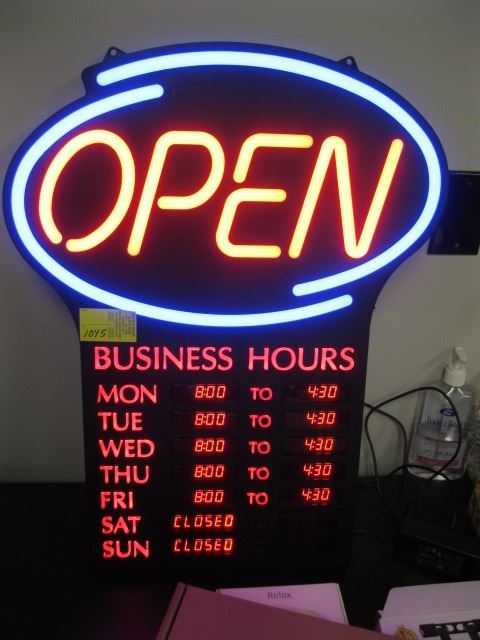 OPEN
1045
BUSINESS HOURS
MON 8:00 TO 4:30
TUE 8:00 TO 4:30
WED 8:00 TO 4:30
THU 8:00 TO 4:30
FRI 8:00 TO 4:30
SAT CLOSED
SUN CLOSED
Relax